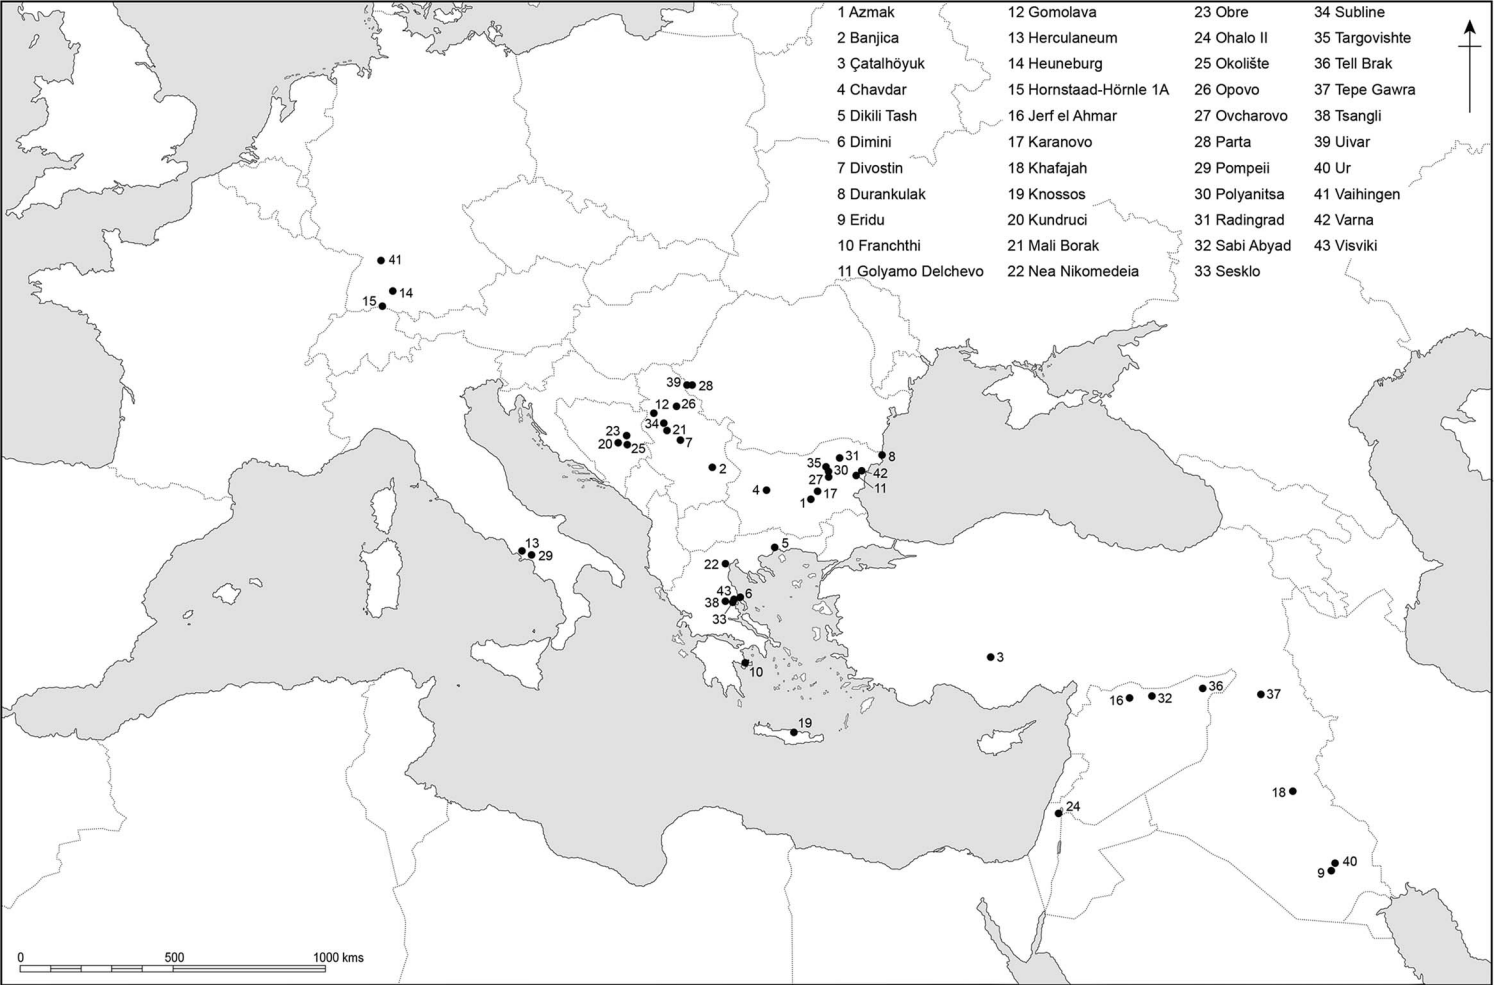 1 Azmak
2 Banjica
3 Çatalhöyuk
4 Chavdar
5 Dikili Tash
6 Dimini
7 Divostin
8 Durankulak
9 Eridu
10 Franchthi
11 Golyamo Delchevo
12 Gomolava
13 Herculaneum
14 Heuneburg
15 Hornstaad-Hörnle 1A
16 Jerf el Ahmar
17 Karanovo
18 Khafajah
19 Knossos
20 Kundruci
21 Mali Borak
22 Nea Nikomedeia
23 Obre
24 Ohalo II
25 Okolište
26 Opovo
27 Ovcharovo
28 Parta
29 Pompeii
30 Polyanitsa
31 Radingrad
32 Sabi Abyad
33 Sesklo
34 Subline
35 Targovishte
36 Tell Brak
37 Tepe Gawra
38 Tsangli
39 Uivar
40 Ur
41 Vaihingen
42 Varna
43 Visviki
41
14
15
39 28
12 26
34 21
23 7
20 25
2
31 8
35 30 42
27 11
4 17
1
13
29
5
22
43 6
38
33
3
10
16 32 36 37
19
18
24
40
9
0 500 1000 kms